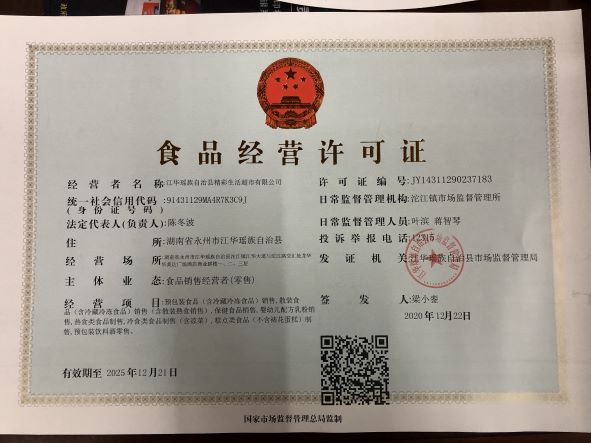 食品经营许可证
经营者名称:江华瑶族自治县精彩生活超市有限公司
统一社会信用代码:91431129MA4R7K3C9J
(身份证号码)
法定代表人(负责人):陈冬波
住所:湖南省永州市江华瑶族自治县
经营场所:
主体业态:食品销售经营者(零售)
经营项目:预包装食品(含冷藏冷冻食品)销售,散装食
品(含冷藏冷冻食品)销售(含散装熟食销售),保健食品销售,婴幼儿配方乳粉销
售,热食类食品制售,冷食类食品制售(含凉菜),糕点类食品(不含裱花蛋糕)制
售,预包装饮料酒零售。
有效期至 2025年12月21日
许可证编号:JY14311290237183
日常监督管理机构:沱江镇市场监督管理所
日常监督管理人员:叶滨 蒋智琴
投诉举报电话:12315
发证机关:江华瑶族自治县市场监督管理局
签发人:梁小雯
2020年12月22日
国家市场监督管理总局监制